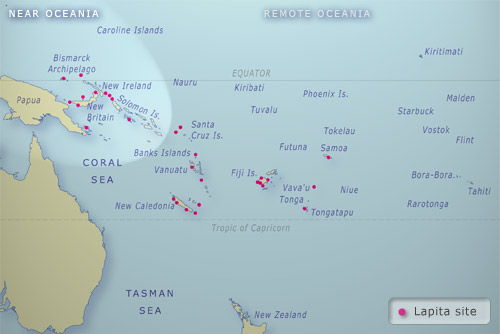 NEAR OCEANIA
REMOTE OCEANIA
Caroline Islands
Kiritimati
Bismarck
Archipelago
EQUATOR
New Ireland
Nauru
Kiribati
Phoenix Is.
Malden
Papua
New
Britain
Solomon Is.
Tuvalu
Starbuck
Santa
Cruz Is.
Tokelau
Vostok
Flint
CORAL
SEA
Banks Islands
Vanuatu
Futuna
Samoa
Fiji Is.
Bora-Bora
Vava'u
Niue
Tahiti
Tonga
New Caledonia
Tongatapu
Rarotonga
Tropic of Capricorn
TASMAN
SEA
New Zealand
Lapita site